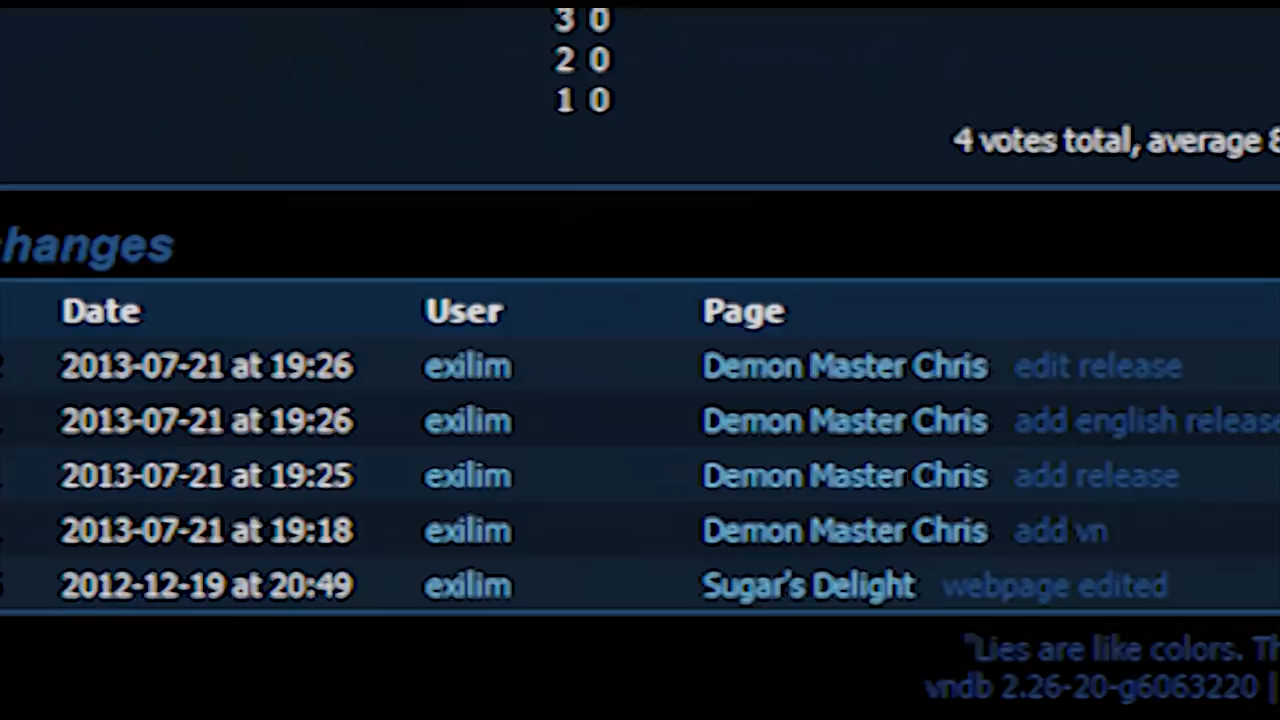 3 0
2 0
1 0
4 votes total, average 8
changes
Date User Page
2013-07-21 at 19:26 exilim Demon Master Chris edit release
2013-07-21 at 19:26 exilim Demon Master Chris add english release
2013-07-21 at 19:25 exilim Demon Master Chris add release
2013-07-21 at 19:18 exilim Demon Master Chris add vn
2012-12-19 at 20:49 exilim Sugar's Delight webpage edited
"Lies are like colors. Th
vndb 2.26-20-g6063220 |